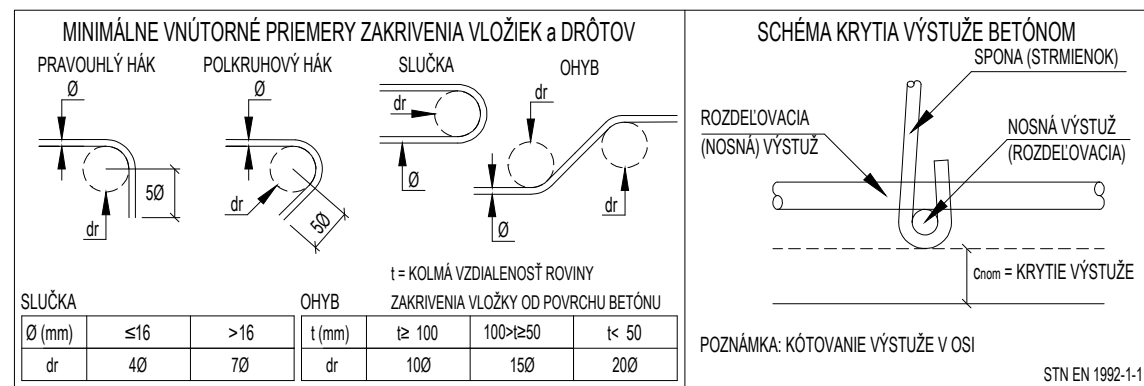 MINIMÁLNE VNÚTORNÉ PRIEMERY ZAKRIVENIA VLOŽIEK a DRÔTOV
PRAVOUHLÝ HÁK
POLKRUHOVÝ HÁK
SLUČKA
OHYB
Ø
5Ø
dr
Ø
5Ø
dr
dr
Ø
dr
Ø
dr
t = KOLMÁ VZDIALENOSŤ ROVINY
ZAKRIVENIA VLOŽKY OD POVRCHU BETÓNU
SLUČKA
Ø (mm) ≤16 >16
dr 4Ø 7Ø
OHYB
t (mm) t≥ 100 100>t≥50 t< 50
dr 10Ø 15Ø 20Ø
SCHÉMA KRYTIA VÝSTUŽE BETÓNOM
SPONA (STRMIENOK)
ROZDEĽOVACIA
(NOSNÁ) VÝSTUŽ
NOSNÁ VÝSTUŽ
(ROZDEĽOVACIA)
cnom = KRYTIE VÝSTUŽE
POZNÁMKA: KÓTOVANIE VÝSTUŽE V OSI
STN EN 1992-1-1